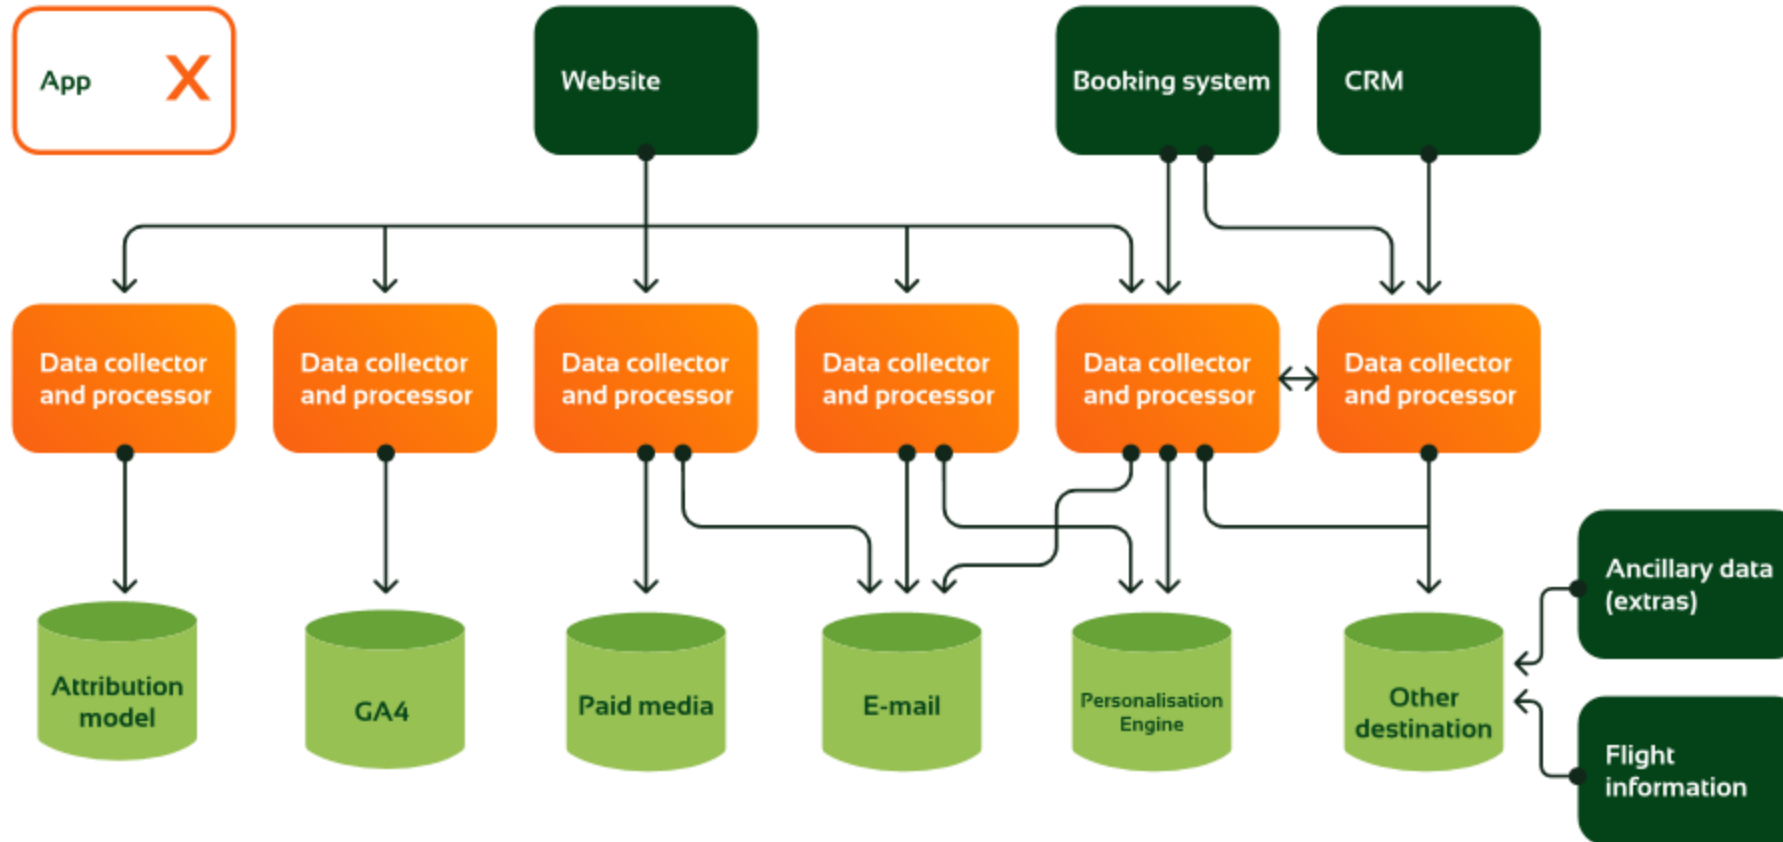 App X
Website
Booking system
CRM
Data collector
and processor
Data collector
and processor
Data collector
and processor
Data collector
and processor
Data collector
and processor
Data collector
and processor
Attribution
model
GA4
Paid media
E-mail
Personalisation
Engine
Other
destination
Ancillary data
(extras)
Flight
information